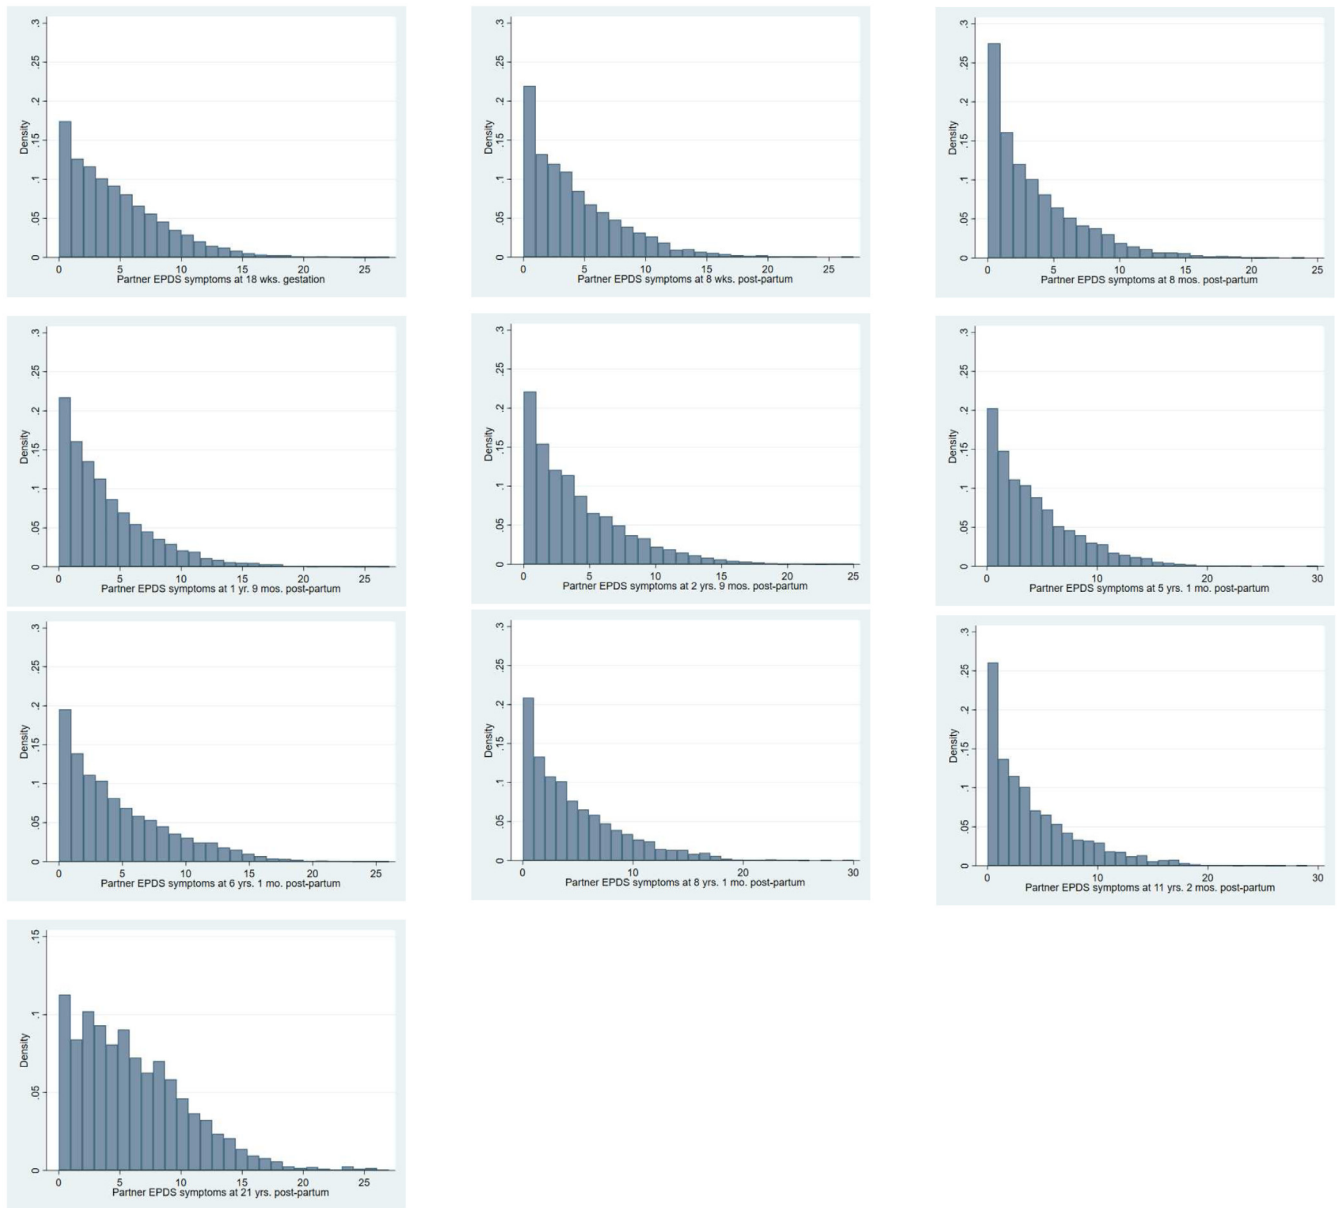 .3
.25
.2
.15
.1
.05
0
Density
0 5 10 15 20 25
Partner EPDS symptoms at 18 wks. gestation
.3
.25
.2
.15
.1
.05
0
Density
0 5 10 15 20 25
Partner EPDS symptoms at 8 wks. post-partum
.3
.25
.2
.15
.1
.05
0
Density
0 5 10 15 20 25
Partner EPDS symptoms at 8 mos. post-partum
.3
.25
.2
.15
.1
.05
0
Density
0 5 10 15 20 25
Partner EPDS symptoms at 1 yr. 9 mos. post-partum
.3
.25
.2
.15
.1
.05
0
Density
0 5 10 15 20 25
Partner EPDS symptoms at 2 yrs. 9 mos. post-partum
.3
.25
.2
.15
.1
.05
0
Density
0 10 20 30
Partner EPDS symptoms at 5 yrs. 1 mo. post-partum
.3
.25
.2
.15
.1
.05
0
Density
0 5 10 15 20 25
Partner EPDS symptoms at 6 yrs. 1 mo. post-partum
.3
.25
.2
.15
.1
.05
0
Density
0 10 20 30
Partner EPDS symptoms at 8 yrs. 1 mo. post-partum
.3
.25
.2
.15
.1
.05
0
Density
0 10 20 30
Partner EPDS symptoms at 11 yrs. 2 mos. post-partum
.15
.1
.05
0
Density
0 5 10 15 20 25
Partner EPDS symptoms at 21 yrs. post-partum